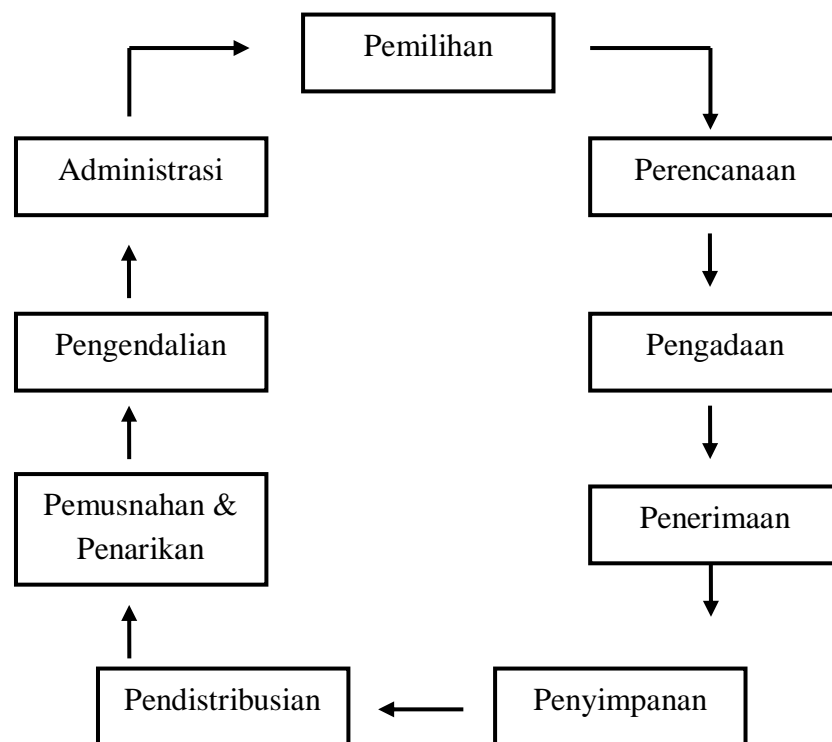 Pemilihan
Administrasi
Perencanaan
Pengendalian
Pengadaan
Pemusnahan &
Penarikan
Penerimaan
Pendistribusian
Penyimpanan